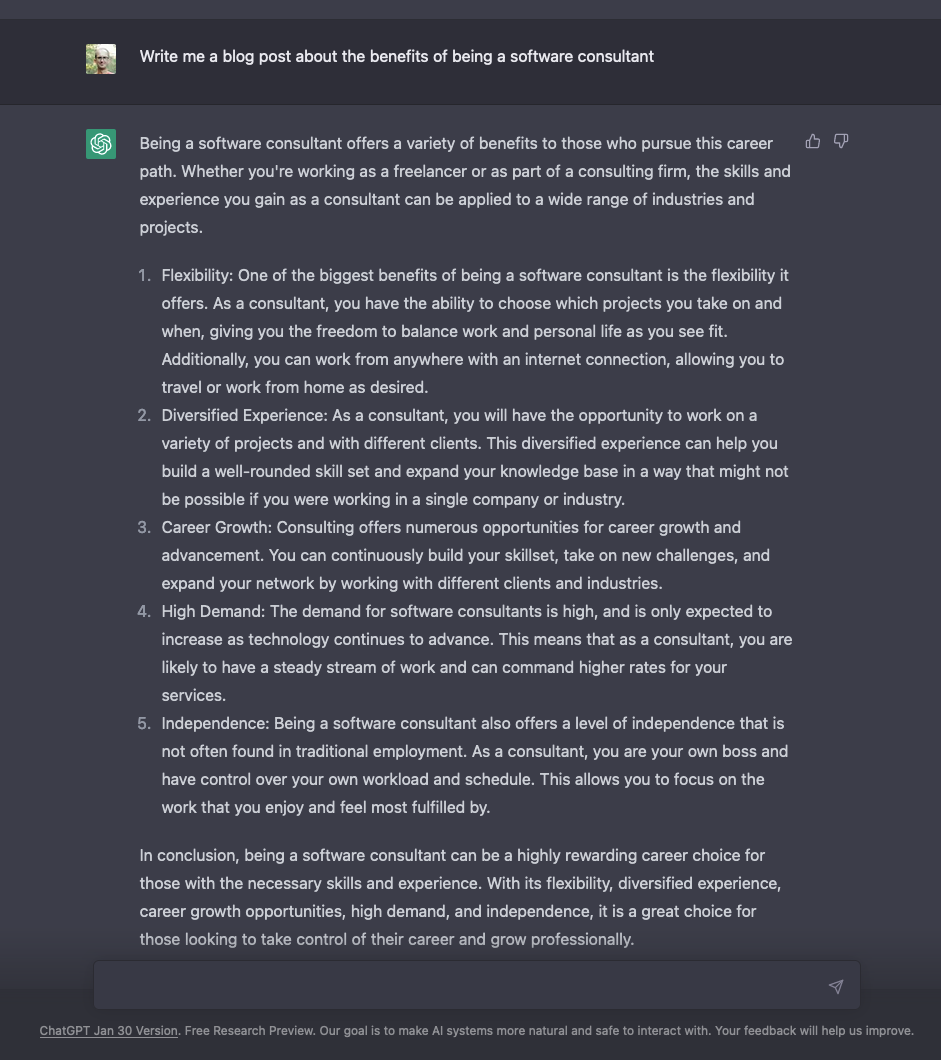 Write me a blog post about the benefits of being a software consultant
Being a software consultant offers a variety of benefits to those who pursue this career
path. Whether you're working as a freelancer or as part of a consulting firm, the skills and
experience you gain as a consultant can be applied to a wide range of industries and
projects.
1. Flexibility: One of the biggest benefits of being a software consultant is the flexibility it
offers. As a consultant, you have the ability to choose which projects you take on and
when, giving you the freedom to balance work and personal life as you see fit.
Additionally, you can work from anywhere with an internet connection, allowing you to
travel or work from home as desired.
2. Diversified Experience: As a consultant, you will have the opportunity to work on a
variety of projects and with different clients. This diversified experience can help you
build a well-rounded skill set and expand your knowledge base in a way that might not
be possible if you were working in a single company or industry.
3. Career Growth: Consulting offers numerous opportunities for career growth and
advancement. You can continuously build your skillset, take on new challenges, and
expand your network by working with different clients and industries.
4. High Demand: The demand for software consultants is high, and is only expected to
increase as technology continues to advance. This means that as a consultant, you are
likely to have a steady stream of work and can command higher rates for your
services.
5. Independence: Being a software consultant also offers a level of independence that is
not often found in traditional employment. As a consultant, you are your own boss and
have control over your own workload and schedule. This allows you to focus on the
work that you enjoy and feel most fulfilled by.
In conclusion, being a software consultant can be a highly rewarding career choice for
those with the necessary skills and experience. With its flexibility, diversified experience,
career growth opportunities, high demand, and independence, it is a great choice for
those looking to take control of their career and grow professionally.
ChatGPT Jan 30 Version. Free Research Preview. Our goal is to make AI systems more natural and safe to interact with. Your feedback will help us improve.